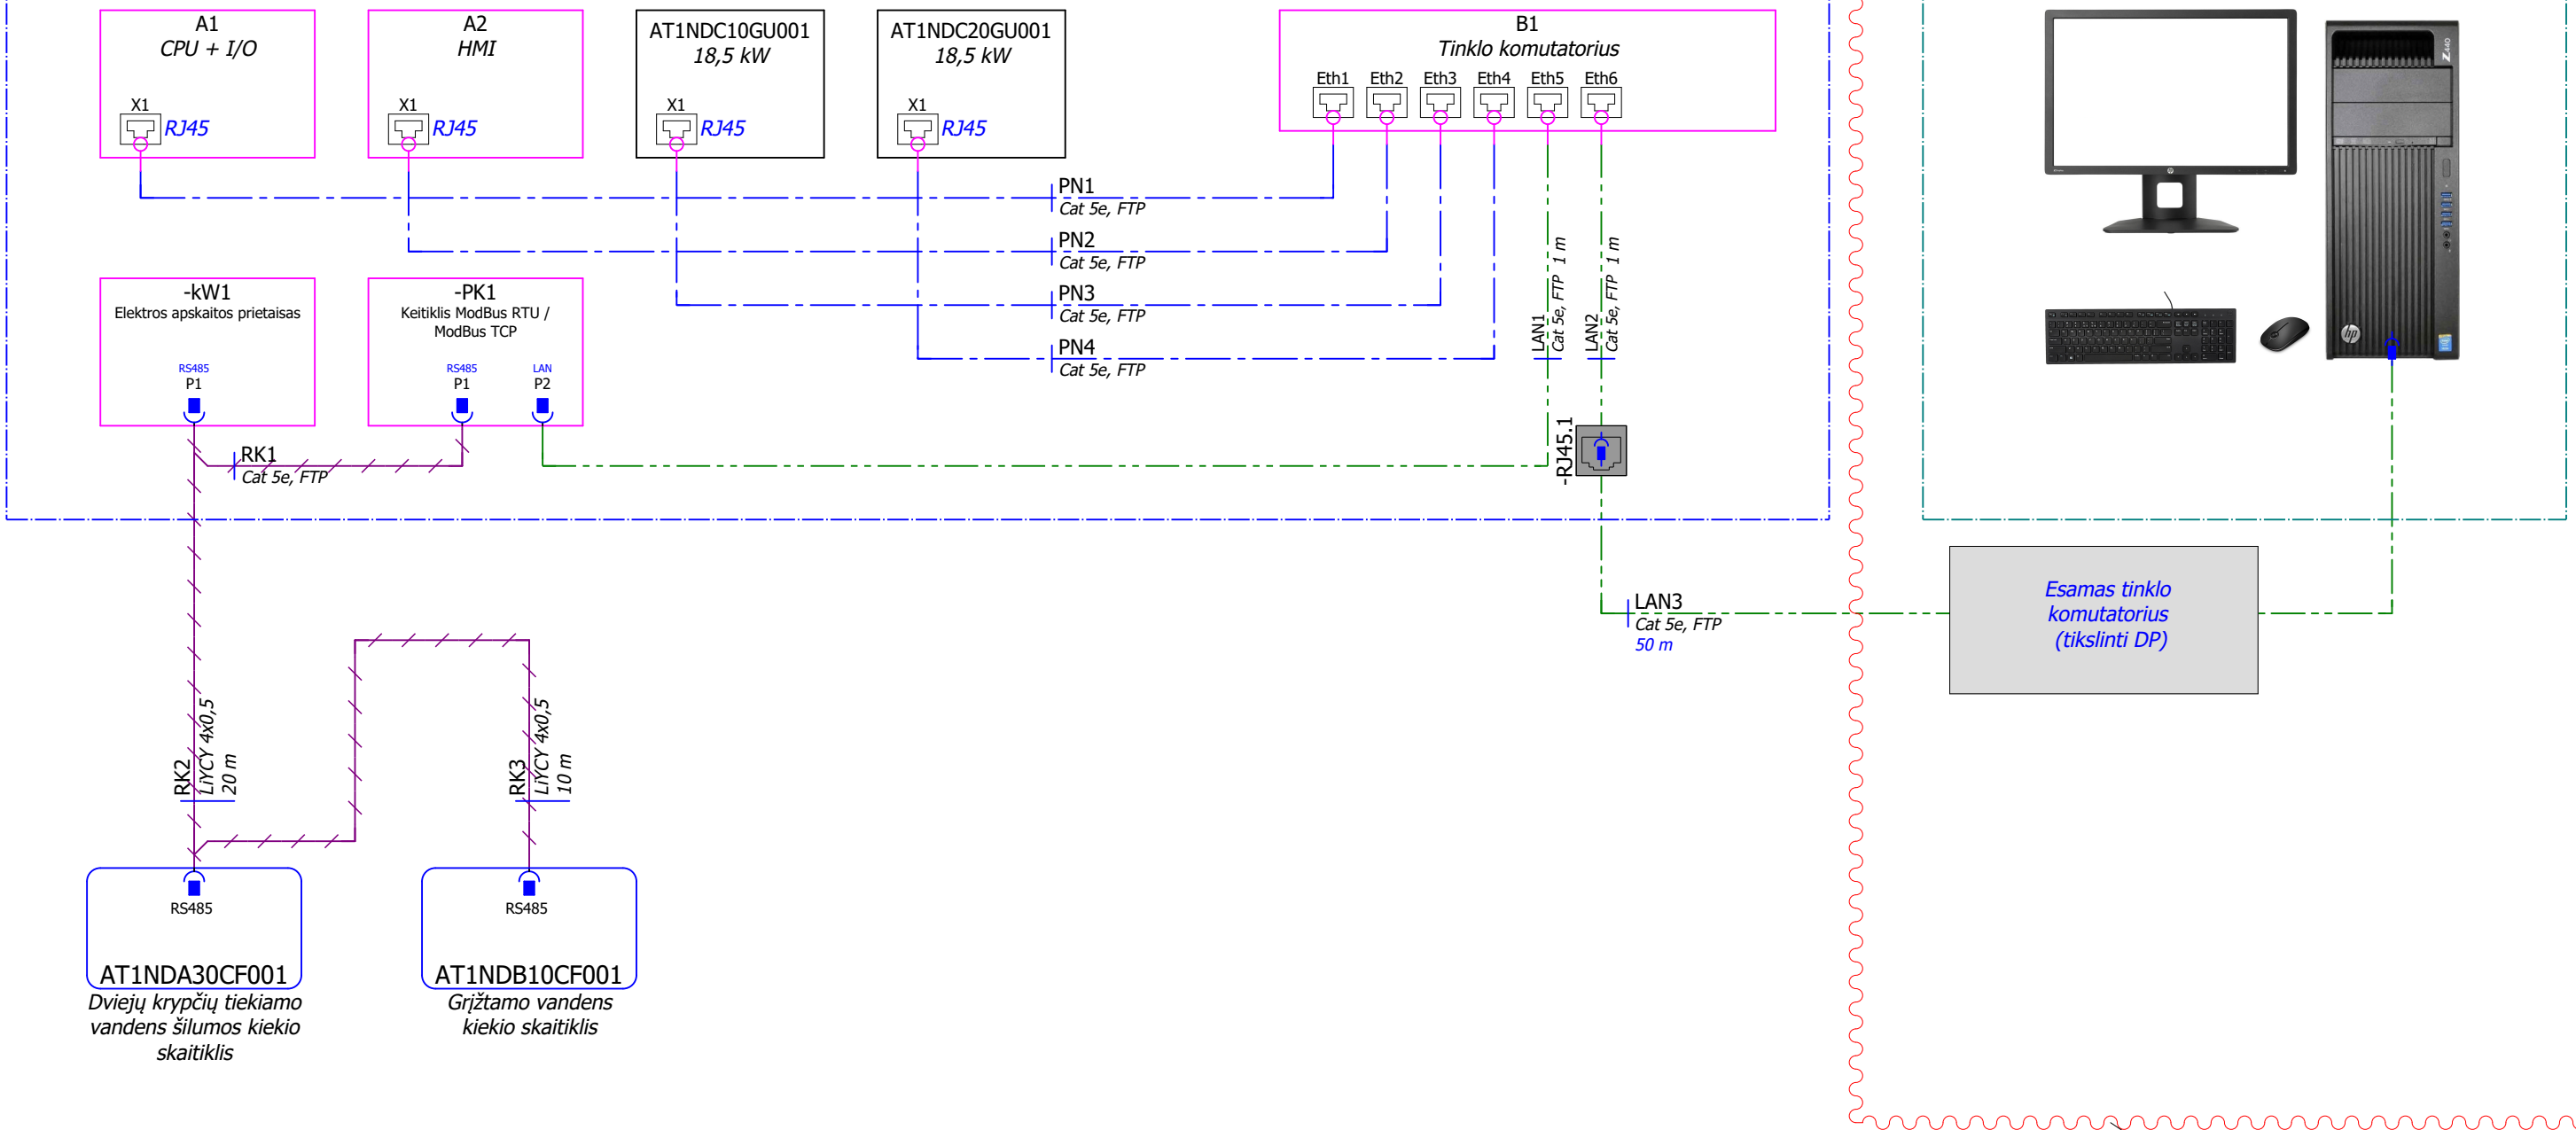 A1
CPU + I/O
X1
RJ45
A2
HMI
X1
RJ45
AT1NDC10GU001
18,5 kW
X1
RJ45
AT1NDC20GU001
18,5 kW
X1
RJ45
B1
Tinklo komutatorius
Eth1 Eth2 Eth3 Eth4 Eth5 Eth6
Z440
hp
PN1
Cat 5e, FTP
PN2
Cat 5e, FTP
PN3
Cat 5e, FTP
PN4
Cat 5e, FTP
LAN1
Cat 5e, FTP 1 m
LAN2
Cat 5e, FTP 1 m
-kW1
Elektros apskaitos prietaisas
RS485
P1
-PK1
Keitiklis ModBus RTU /
ModBus TCP
RS485
P1
LAN
P2
RK1
Cat 5e, FTP
-RJ45.1
LAN3
Cat 5e, FTP
50 m
Esamas tinklo
komutatorius
(tikslinti DP)
RK2
LiYCY 4x0,5
20 m
RK3
LiYCY 4x0,5
10 m
RS485
AT1NDA30CF001
Dviejų krypčių tiekiamo
vandens šilumos kiekio
skaitiklis
RS485
AT1NDB10CF001
Grįžtamo vandens
kiekio skaitiklis